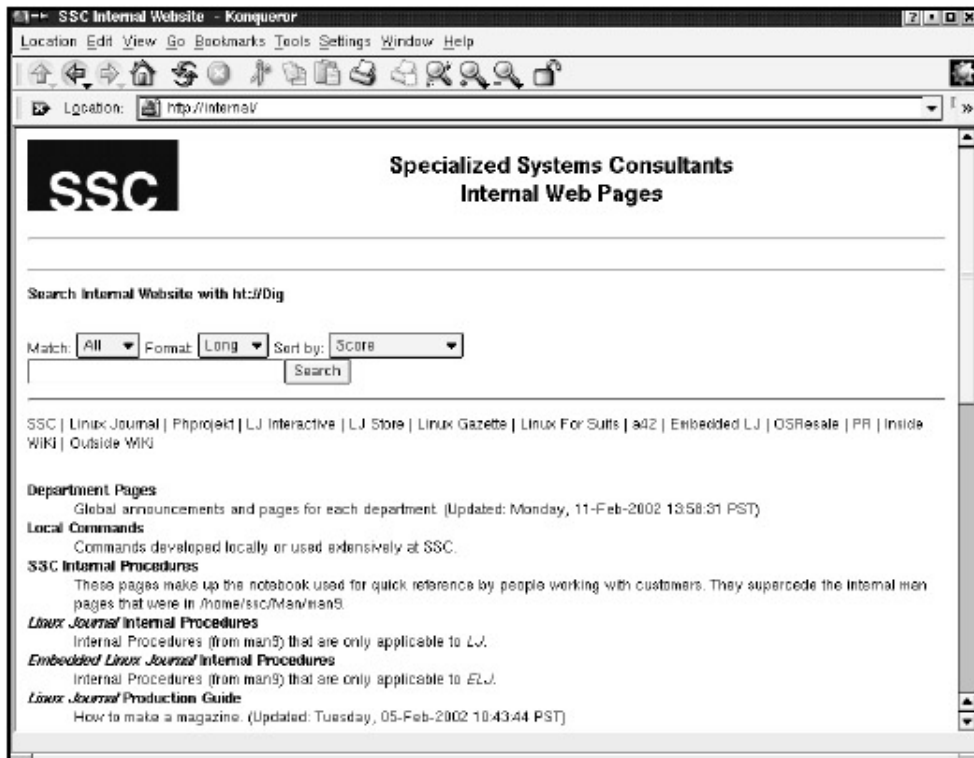 SSC Internal Website - Konqueror
Location Edit View Go Bookmarks Tools Settings Window Help
Location: http://internal/
SSC
Specialized Systems Consultants
Internal Web Pages
Search Internal Website with ht://Dig
Match: All Format: Long Sort by: Score
Search
SSC | Linux Journal | Phprojekt | LJ Interactive | LJ Store | Linux Gazette | Linux For Suits | a42 | Embedded LJ | OSResale | PR | Inside
WIKI | Outside WIKI
Department Pages
Global announcements and pages for each department. (Updated: Monday, 11-Feb-2002 13:58:31 PST)
Local Commands
Commands developed locally or used extensively at SSC.
SSC Internal Procedures
These pages make up the notebook used for quick reference by people working with customers. They supercede the internal man
pages that were in /home/ssc/Man/man9.
Linux Journal Internal Procedures
Internal Procedures (from man9) that are only applicable to LJ.
Embedded Linux Journal Internal Procedures
Internal Procedures (from man9) that are only applicable to ELJ.
Linux Journal Production Guide
How to make a magazine. (Updated: Tuesday, 05-Feb-2002 10:43:44 PST)